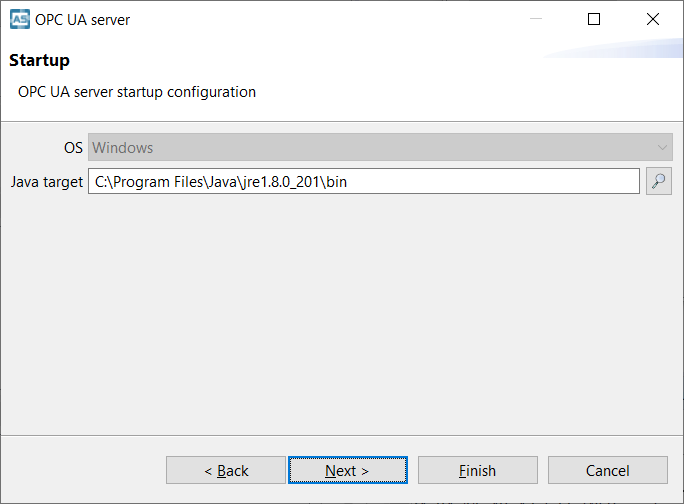 OPC UA server
Startup
OPC UA server startup configuration
OS Windows
Java target C:\Program Files\Java\jre1.8.0_201\bin
< Back Next > Finish Cancel